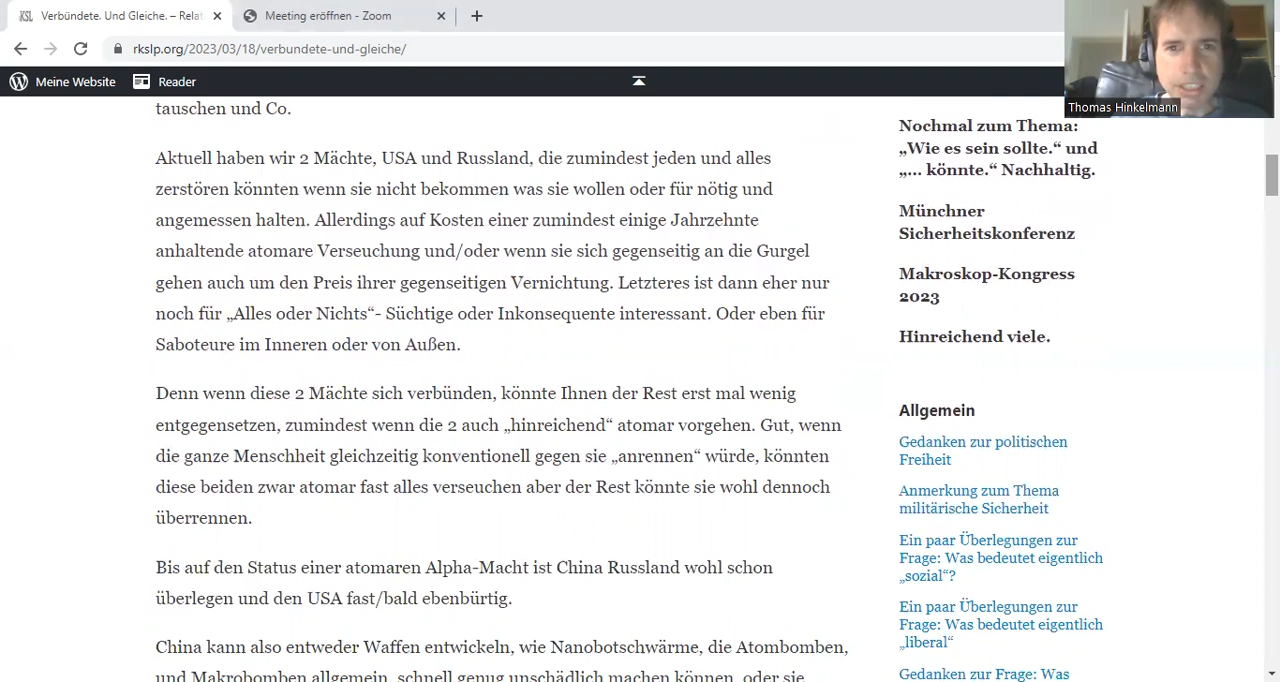 Verbündete. Und Gleiche. – Relat
Meeting eröffnen - Zoom
rkslp.org/2023/03/18/verbundete-und-gleiche/
Meine Website
Reader
Thomas Hinkelmann
tauschen und Co.
Aktuell haben wir 2 Mächte, USA und Russland, die zumindest jeden und alles
zerstören könnten wenn sie nicht bekommen was sie wollen oder für nötig und
angemessen halten. Allerdings auf Kosten einer zumindest einige Jahrzehnte
anhaltende atomare Verseuchung und/oder wenn sie sich gegenseitig an die Gurgel
gehen auch um den Preis ihrer gegenseitigen Vernichtung. Letzteres ist dann eher nur
noch für „Alles oder Nichts“- Süchtige oder Inkonsequente interessant. Oder eben für
Saboteure im Inneren oder von Außen.
Denn wenn diese 2 Mächte sich verbünden, könnte Ihnen der Rest erst mal wenig
entgegensetzen, zumindest wenn die 2 auch „hinreichend“ atomar vorgehen. Gut, wenn
die ganze Menschheit gleichzeitig konventionell gegen sie „anrennen“ würde, könnten
diese beiden zwar atomar fast alles verseuchen aber der Rest könnte sie wohl dennoch
überrennen.
Bis auf den Status einer atomaren Alpha-Macht ist China Russland wohl schon
überlegen und den USA fast/bald ebenbürtig.
China kann also entweder Waffen entwickeln, wie Nanobotschwärme, die Atombomben,
und Makrobomben allgemein, schnell genug unschädlich machen können, oder sie
Nochmal zum Thema:
„Wie es sein sollte.“ und
„... könnte.“ Nachhaltig.
Münchner
Sicherheitskonferenz
Makroskop-Kongress
2023
Hinreichend viele.
Allgemein
Gedanken zur politischen
Freiheit
Anmerkung zum Thema
militärische Sicherheit
Ein paar Überlegungen zur
Frage: Was bedeutet eigentlich
„sozial“?
Ein paar Überlegungen zur
Frage: Was bedeutet eigentlich
„liberal“
Gedanken zur Frage: Was